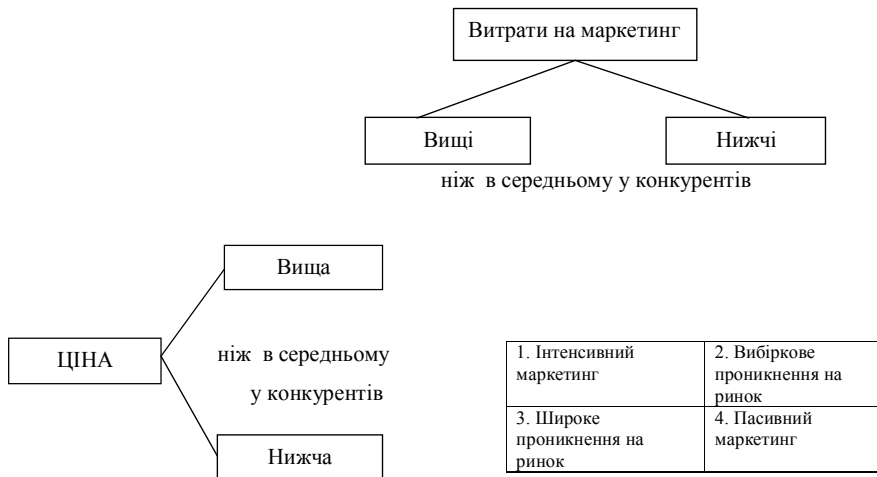 Витрати на маркетинг
Вищі
Нижчі
ніж в середньому у конкурентів
Вища
ЦІНА
ніж в середньому
у конкурентів
Нижча
1. Інтенсивний
маркетинг
2. Вибіркове
проникнення на
ринок
3. Широке
проникнення на
ринок
4. Пасивний
маркетинг